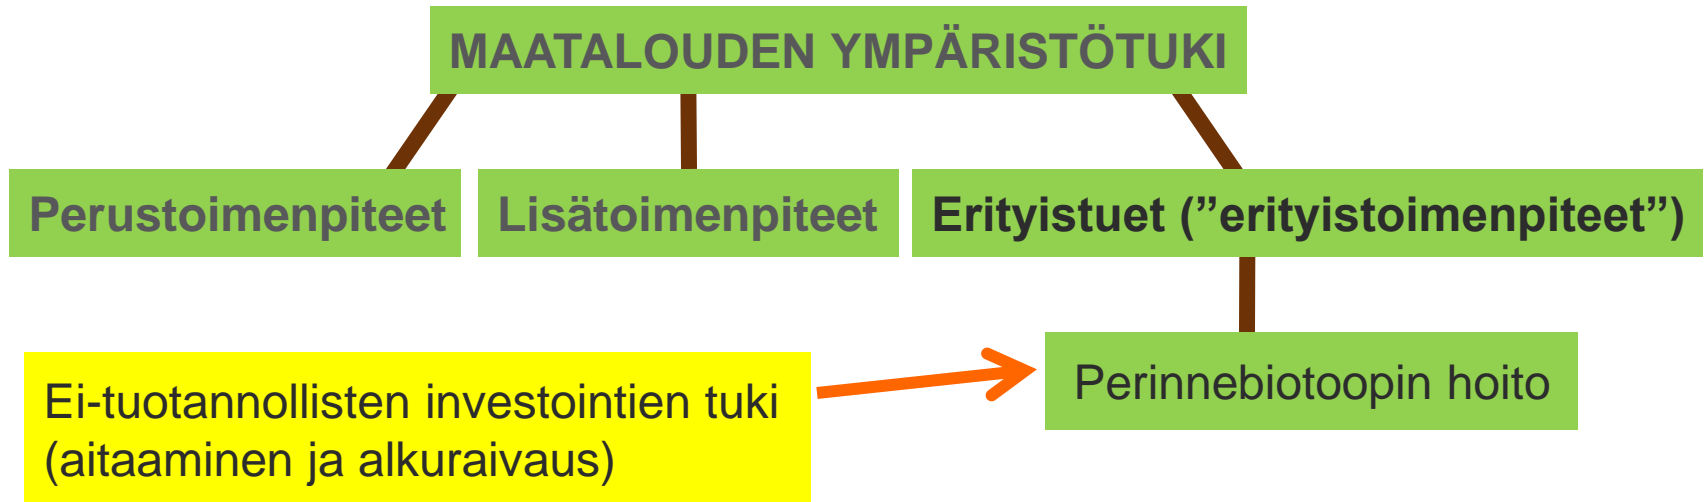 MAATALOUDEN YMPÄRISTÖTUKI
Perustoimenpiteet
Lisätoimenpiteet
Erityistuet (”erityistoimenpiteet”)
Ei-tuotannollisten investointien tuki
(aitaaminen ja alkuraivaus)
Perinnebiotoopin hoito